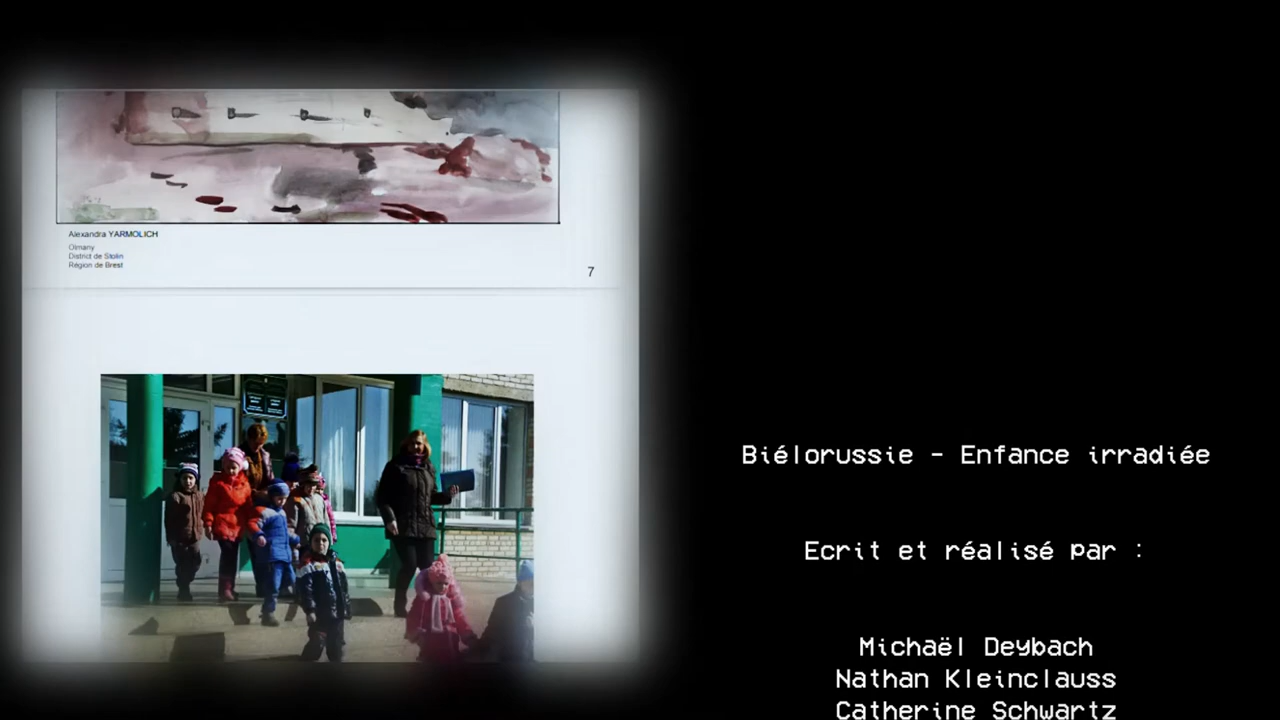 Alexandra YARMOLICH
Olmany
District de Stolin
Région de Brest
7
Biélorussie - Enfance irradiée
Ecrit et réalisé par :
Michaël Deybach
Nathan Kleinclauss
Catherine Schwartz